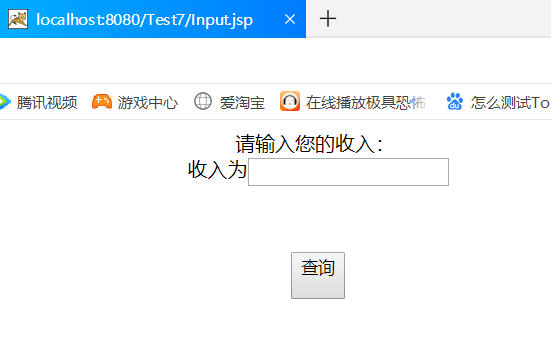 localhost:8080/Test7/Input.jsp
腾讯视频 游戏中心 爱淘宝 在线播放极具恐怖 怎么测试To
请输入您的收入：
收入为
查询